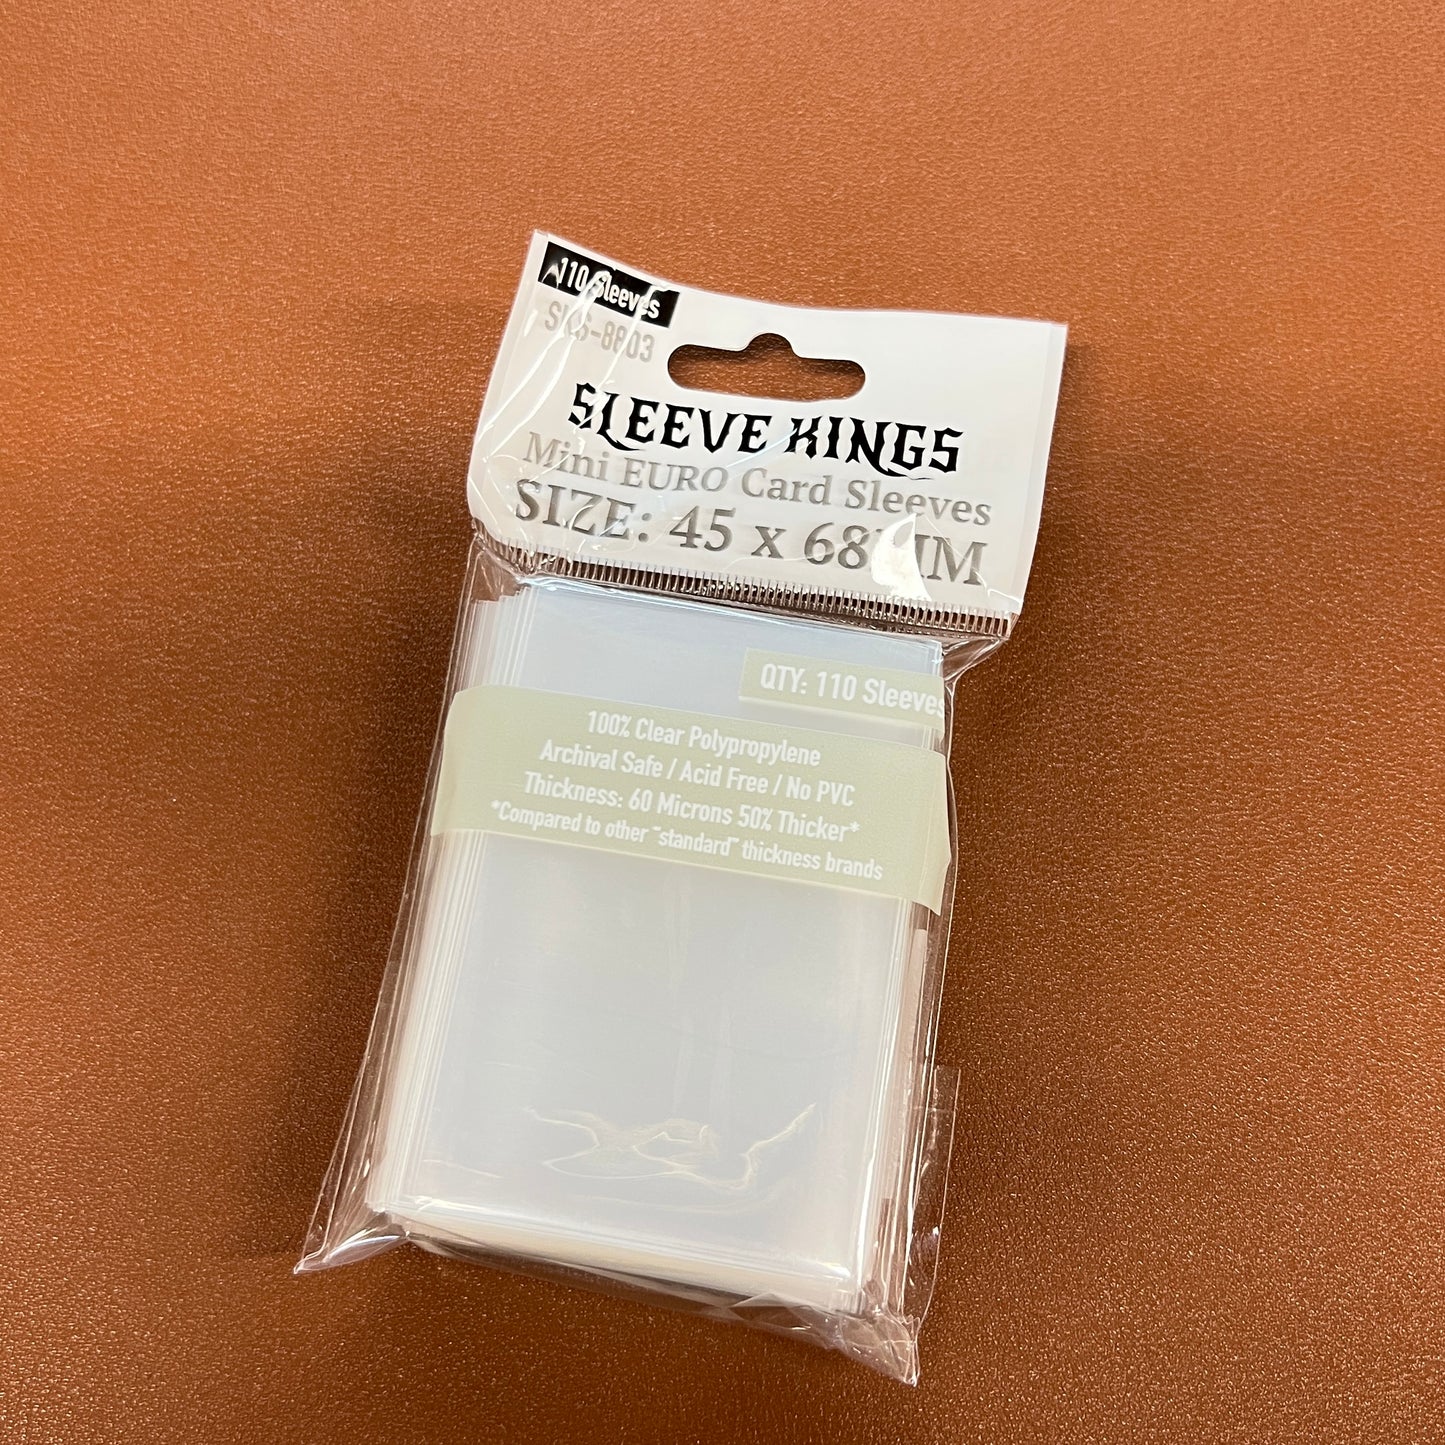 110 Sleeves
SKS-8803
SLEEVE KINGS
Mini EURO Card Sleeves
SIZE: 45 x 68MM
QTY: 110 Sleeves
100% Clear Polypropylene
Archival Safe / Acid Free / No PVC
Thickness: 60 Microns 50% Thicker*
*Compared to other "standard" thickness brands